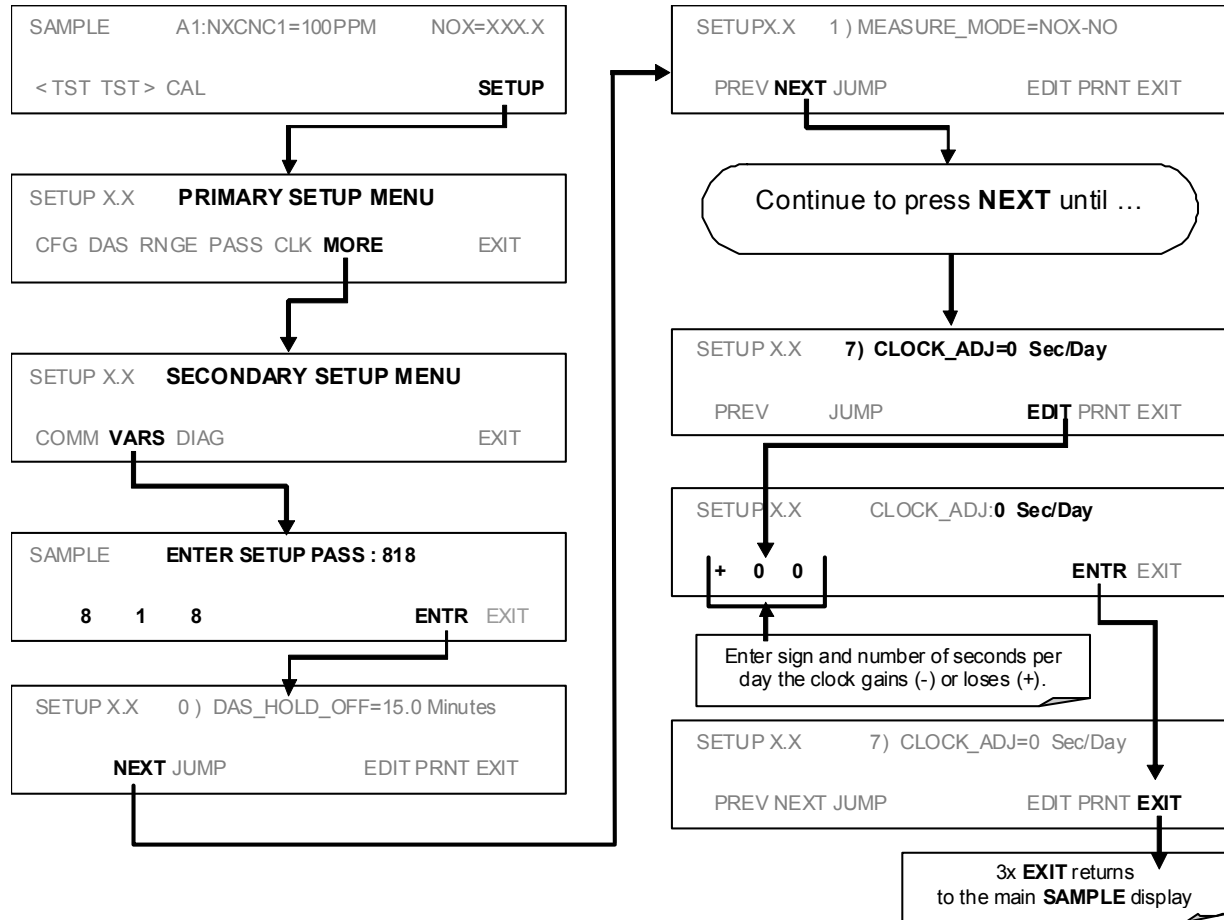 SAMPLE A1:NXCNC1=100PPM NOX=XXX.X
< TST TST > CAL SETUP
SETUP X.X PRIMARY SETUP MENU
CFG DAS RNGE PASS CLK MORE EXIT
SETUP X.X SECONDARY SETUP MENU
COMM VARS DIAG EXIT
SAMPLE ENTER SETUP PASS : 818
8 1 8 ENTR EXIT
SETUP X.X 0 ) DAS_HOLD_OFF=15.0 Minutes
NEXT JUMP EDIT PRNT EXIT
SETUPX.X 1 ) MEASURE_MODE=NOX-NO
PREV NEXT JUMP EDIT PRNT EXIT
Continue to press NEXT until …
SETUP X.X 7) CLOCK_ADJ=0 Sec/Day
PREV JUMP EDIT PRNT EXIT
SETUP X.X CLOCK_ADJ:0 Sec/Day
+ 0 0 ENTR EXIT
Enter sign and number of seconds per
day the clock gains (-) or loses (+).
SETUP X.X 7) CLOCK_ADJ=0 Sec/Day
PREV NEXT JUMP EDIT PRNT EXIT
3x EXIT returns
to the main SAMPLE display